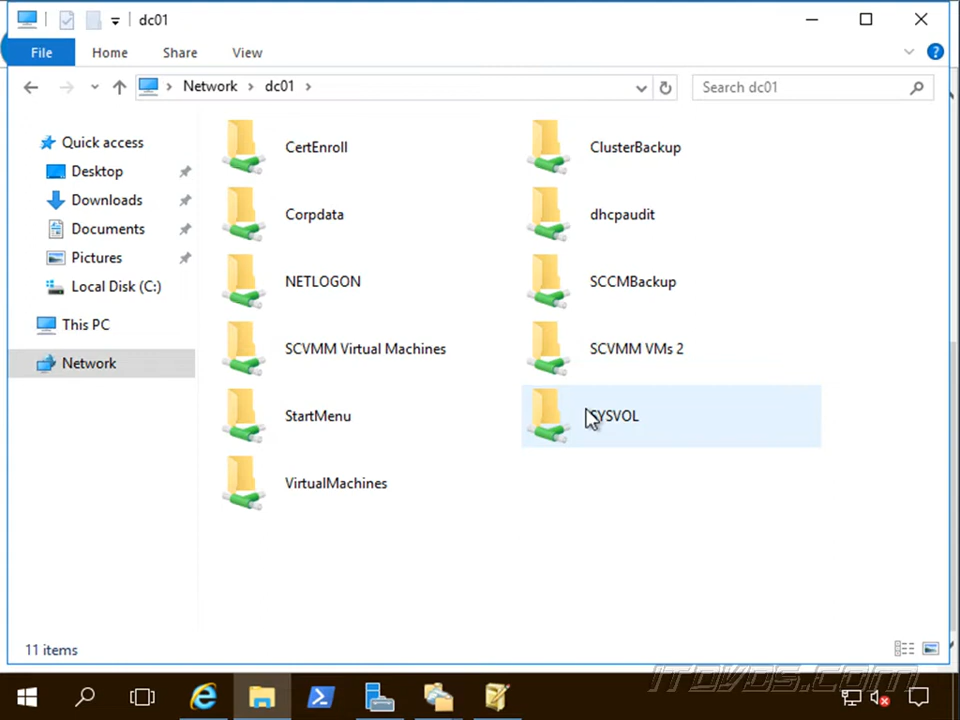 dc01
File Home Share View
Network dc01
Search dc01
Quick access
Desktop
Downloads
Documents
Pictures
Local Disk (C:)
This PC
Network
CertEnroll ClusterBackup
Corpdata dhcpaudit
NETLOGON SCCMBackup
SCVMM Virtual Machines SCVMM VMs 2
StartMenu SYSVOL
VirtualMachines
11 items
ITdvds.com